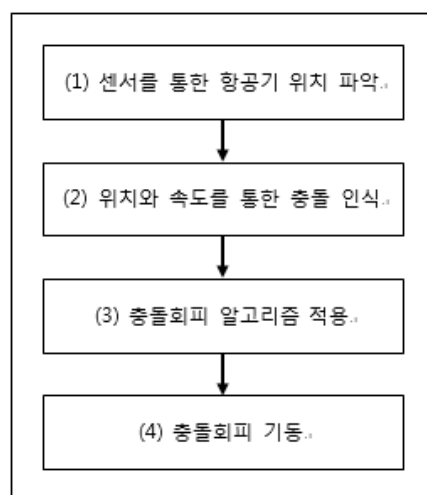 (1) 센서를 통한 항공기 위치 파악
(2) 위치와 속도를 통한 충돌 인식
(3) 충돌회피 알고리즘 적용
(4) 충돌회피 기동